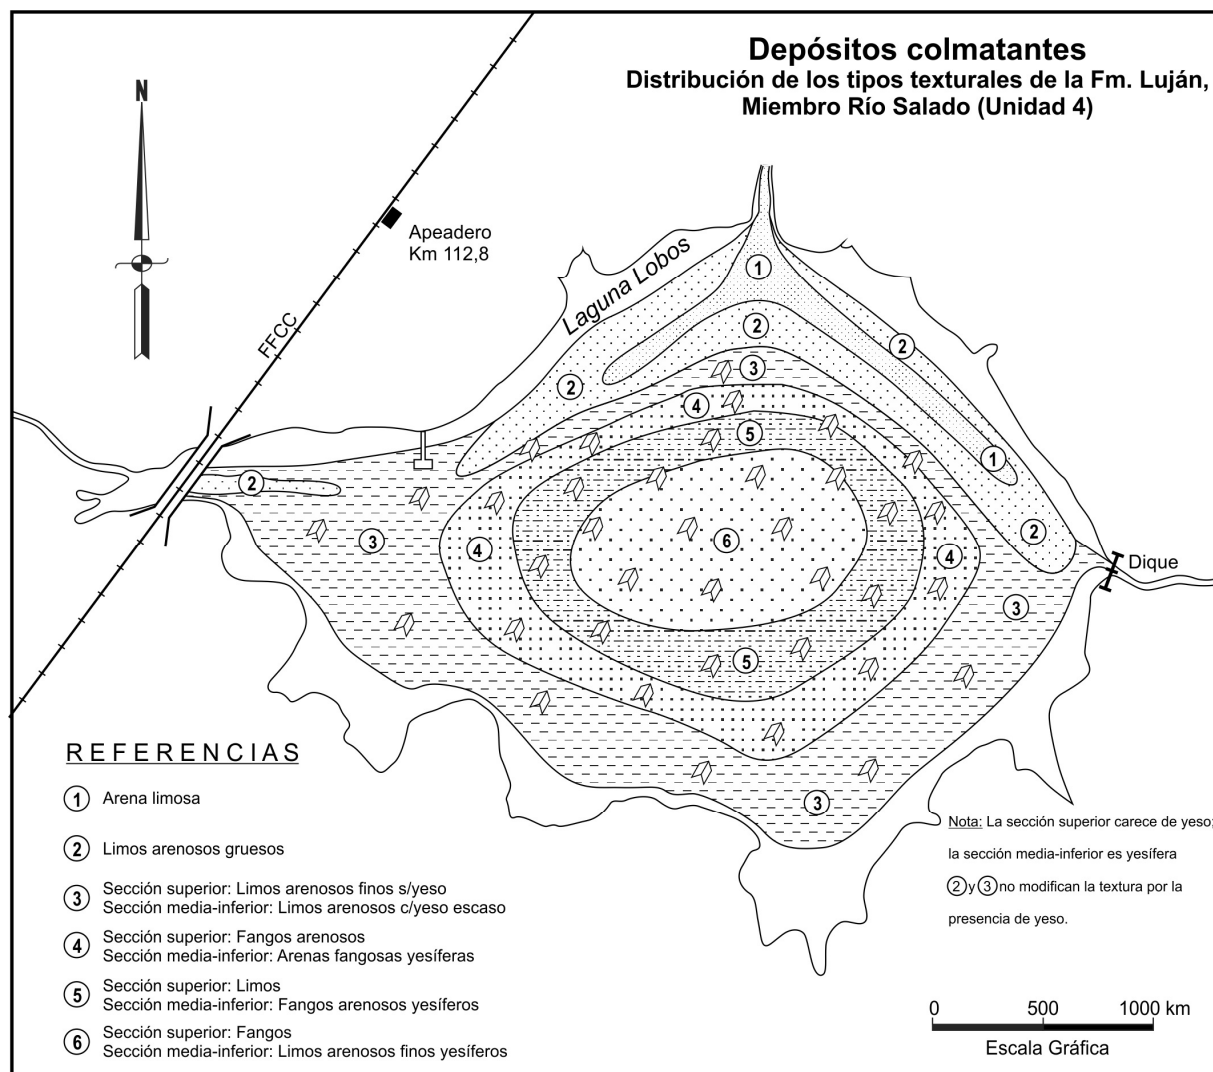 Depósitos colmatantes
Distribución de los tipos texturales de la Fm. Luján,
Miembro Río Salado (Unidad 4)
N
Apeadero
Km 112,8
FFCC
Laguna Lobos
1
2
2
2
3
4
5
1
2
3
4
6
4
2
Dique
3
5
3
REFERENCIAS
1 Arena limosa
2 Limos arenosos gruesos
3 Sección superior: Limos arenosos finos s/yeso
Sección media-inferior: Limos arenosos c/yeso escaso
4 Sección superior: Fangos arenosos
Sección media-inferior: Arenas fangosas yesíferas
5 Sección superior: Limos
Sección media-inferior: Fangos arenosos yesíferos
6 Sección superior: Fangos
Sección media-inferior: Limos arenosos finos yesíferos
Nota: La sección superior carece de yeso;
la sección media-inferior es yesífera
2 y 3 no modifican la textura por la
presencia de yeso.
0 500 1000 km
Escala Gráfica